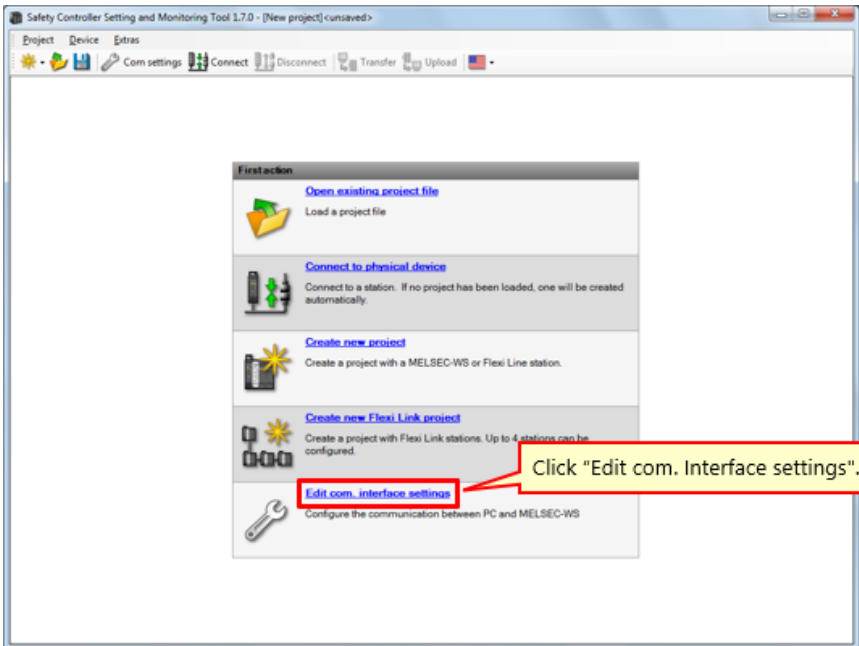 Safety Controller Setting and Monitoring Tool 1.7.0 - [New project] <unsaved>
Project Device Extras
Com settings Connect Disconnect Transfer Upload
First action
Open existing project file
Load a project file
Connect to physical device
Connect to a station. If no project has been loaded, one will be created
automatically.
Create new project
Create a project with a MELSEC-WS or Flexi Line station.
Create new Flexi Link project
Create a project with Flexi Link stations. Up to 4 stations can be
configured.
Click "Edit com. Interface settings".
Edit com. interface settings
Configure the communication between PC and MELSEC-WS